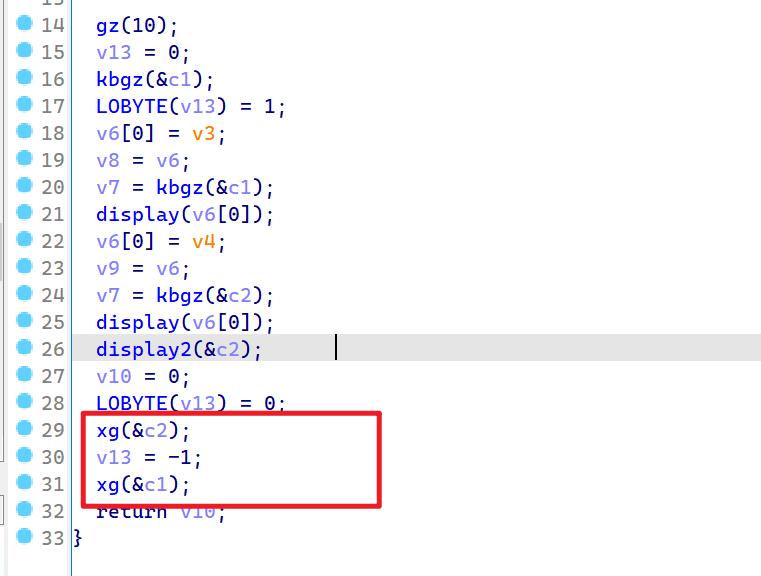 14 gz(10);
15 v13 = 0;
16 kbgz(&c1);
17 LOBYTE(v13) = 1;
18 v6[0] = v3;
19 v8 = v6;
20 v7 = kbgz(&c1);
21 display(v6[0]);
22 v6[0] = v4;
23 v9 = v6;
24 v7 = kbgz(&c2);
25 display(v6[0]);
26 display2(&c2);
27 v10 = 0;
28 LOBYTE(v13) = 0;
29 xg(&c2);
30 v13 = -1;
31 xg(&c1);
32 return v10;
33 }